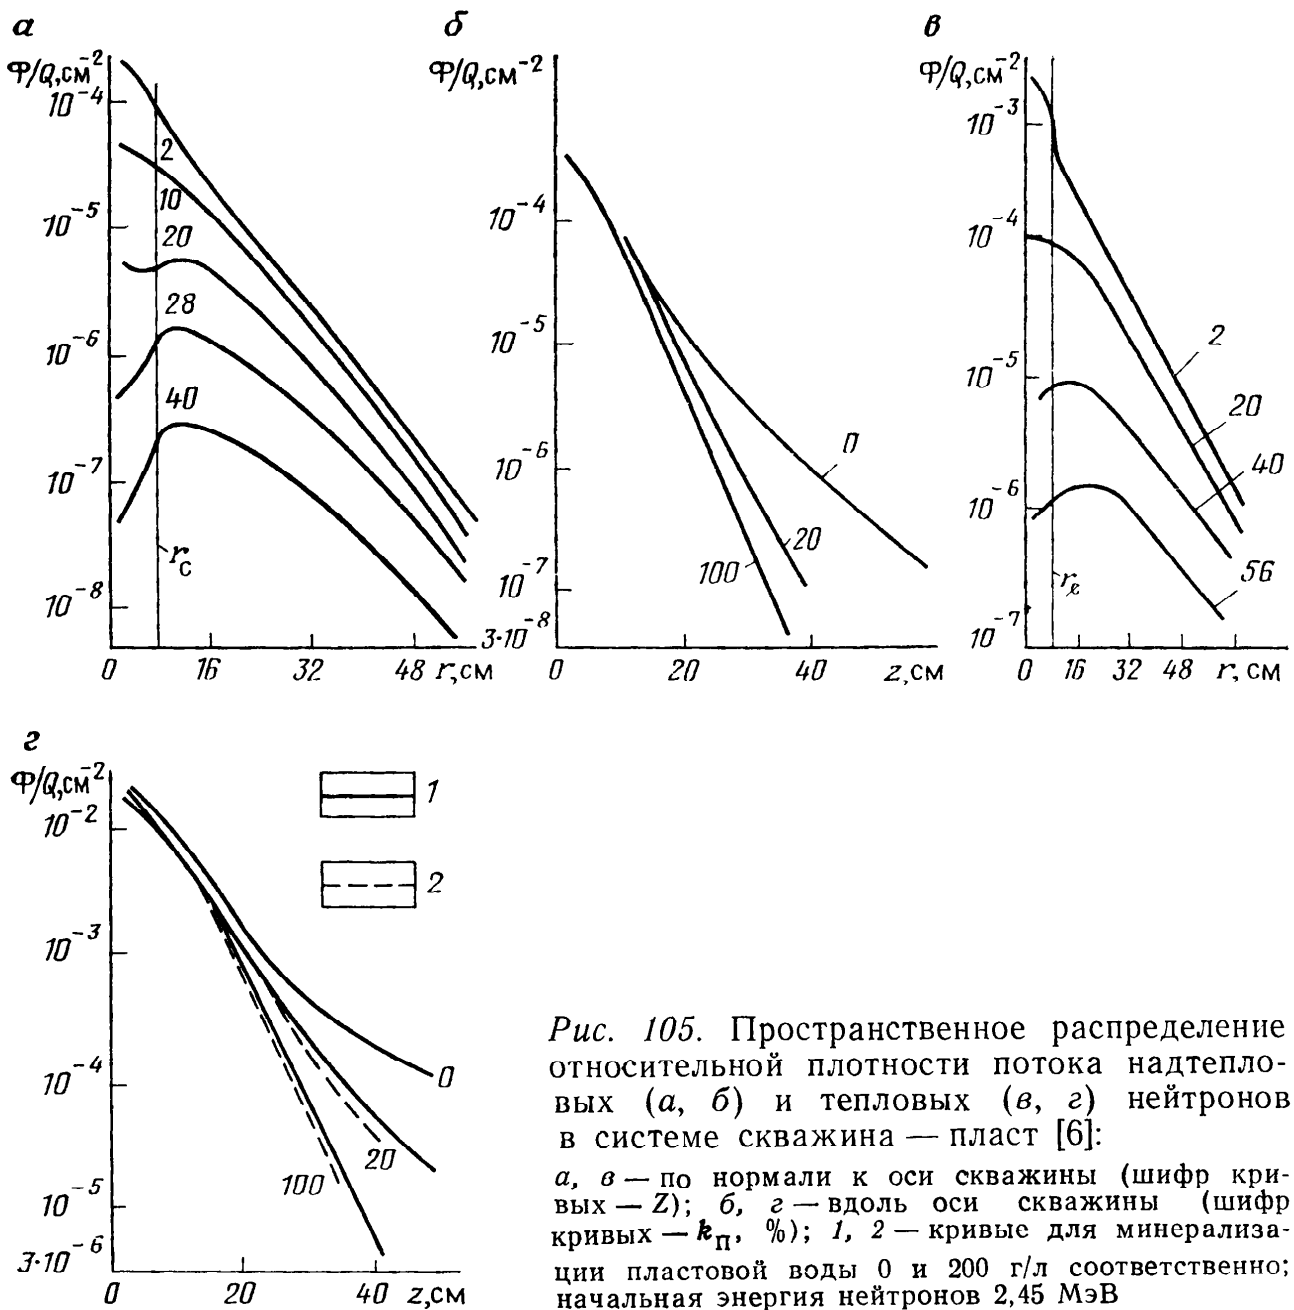 а
Ф/Q,см⁻²
10⁻⁴
10⁻⁵
10⁻⁶
10⁻⁷
10⁻⁸
2
10
20
28
40
r_c
0 16 32 48 r,см
б
Ф/Q,см⁻²
10⁻⁴
10⁻⁵
10⁻⁶
10⁻⁷
3·10⁻⁸
0
20
100
0 20 40 z,см
в
Ф/Q,см⁻²
10⁻³
10⁻⁴
10⁻⁵
10⁻⁶
10⁻⁷
2
20
40
56
0 16 32 48 r,см
г
Ф/Q,см⁻²
10⁻²
10⁻³
10⁻⁴
10⁻⁵
3·10⁻⁶
1
2
0
20
100
0 20 40 z,см
Рис. 105. Пространственное распределение
относительной плотности потока надтепло-
вых (а, б) и тепловых (в, г) нейтронов
в системе скважина — пласт [6]:
а, в — по нормали к оси скважины (шифр кри-
вых — Z); б, г — вдоль оси скважины (шифр
кривых — kп, %); 1, 2 — кривые для минерализа-
ции пластовой воды 0 и 200 г/л соответственно;
начальная энергия нейтронов 2,45 МэВ